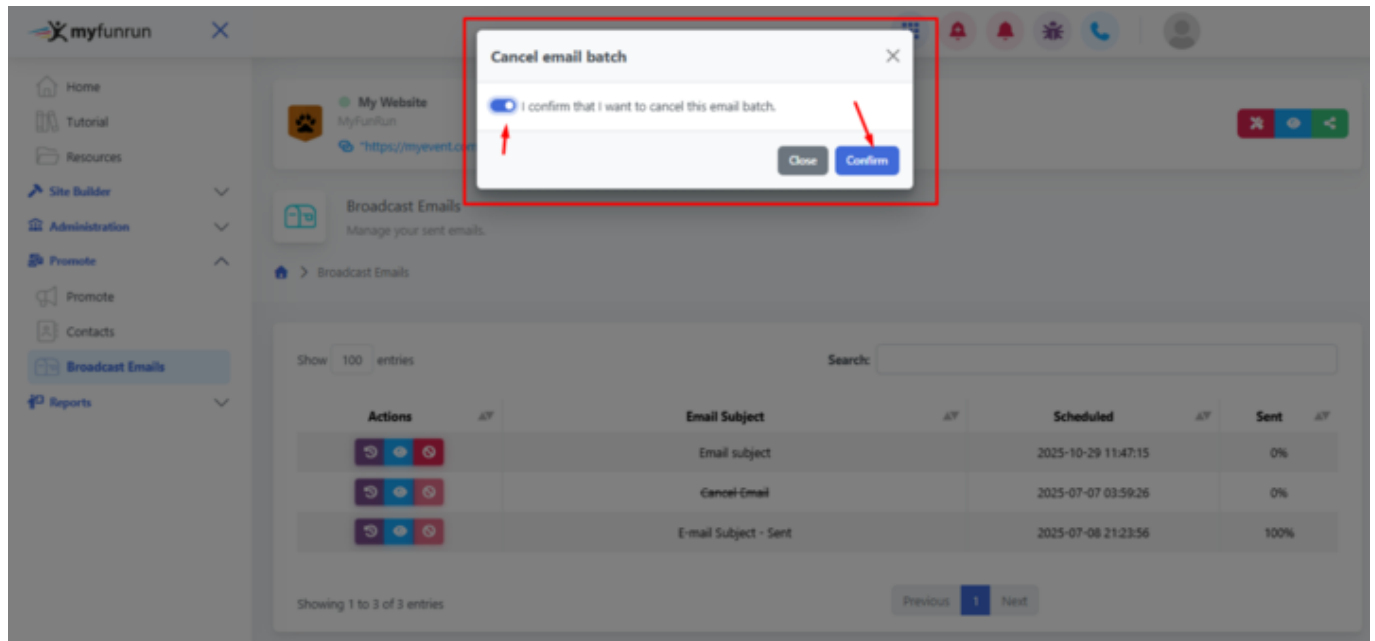 myfunrun
Home
Tutorial
Resources
Site Builder
Administration
Promote
Promote
Contacts
Broadcast Emails
Reports
Cancel email batch
I confirm that I want to cancel this email batch.
Close
Confirm
My Website
MyFunRun
"https://myevent.com
Broadcast Emails
Manage your sent emails.
Broadcast Emails
Show 100 entries
Search:
Actions Email Subject Scheduled Sent
Email subject 2025-10-29 11:47:15 0%
Cancel Email 2025-07-07 03:59:26 0%
E-mail Subject - Sent 2025-07-08 21:23:56 100%
Showing 1 to 3 of 3 entries
Previous 1 Next